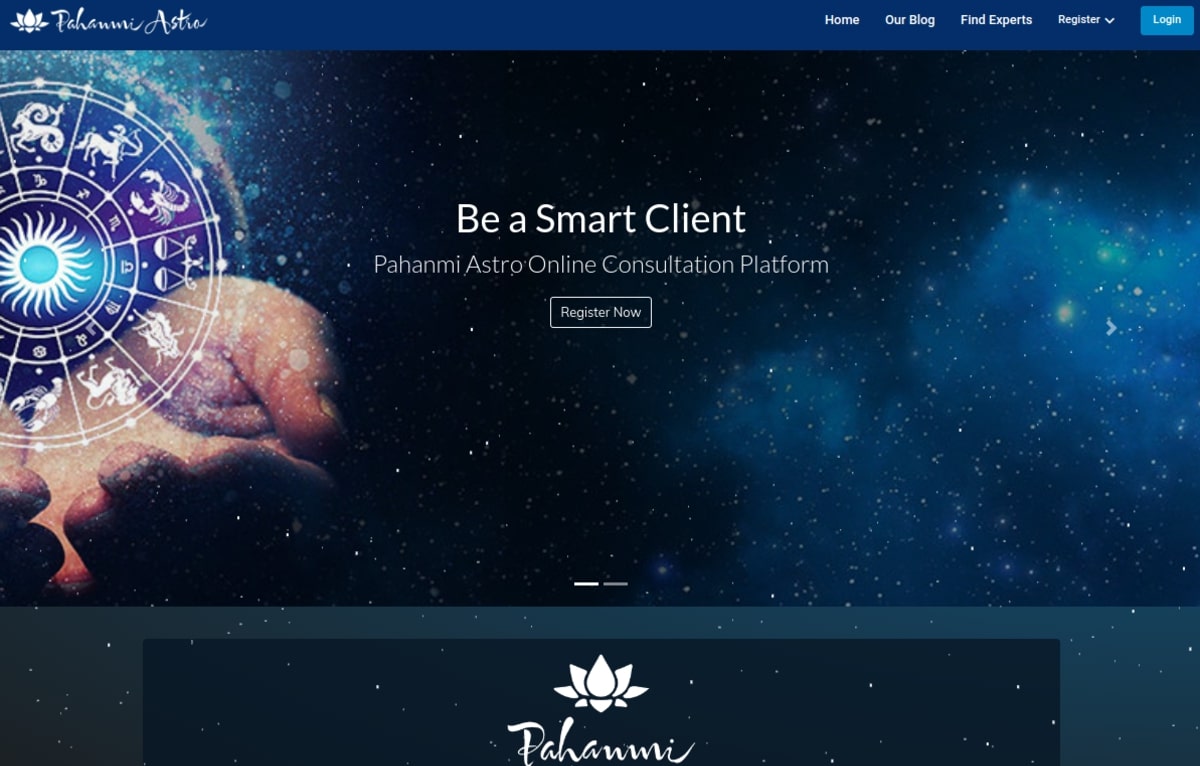 Pahanmi Astro
Home
Our Blog
Find Experts
Register
Login
Be a Smart Client
Pahanmi Astro Online Consultation Platform
Register Now
Pahanmi